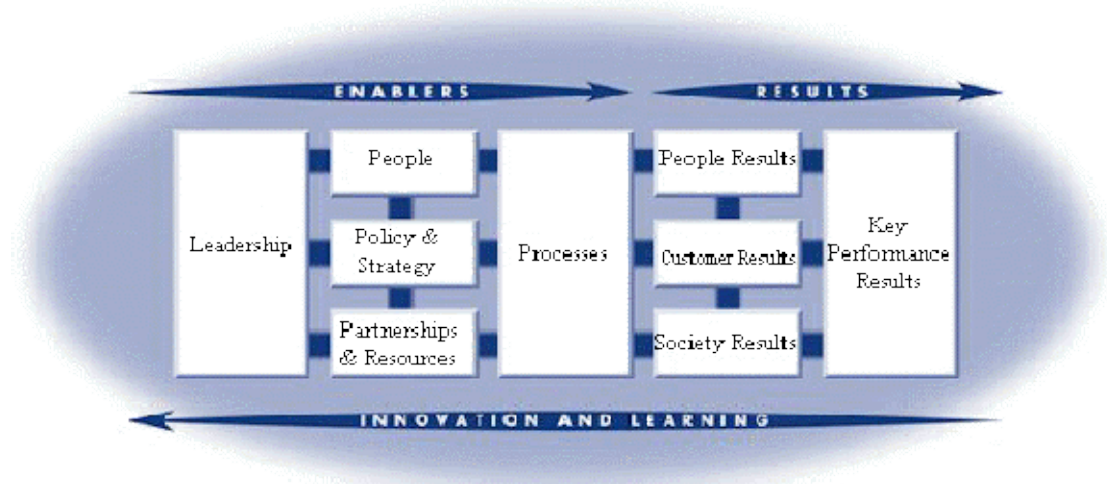 ENABLERS
RESULTS
Leadership
People
Policy &
Strategy
Partnerships
& Resources
Processes
People Results
Customer Results
Society Results
Key
Performance
Results
INNOVATION AND LEARNING